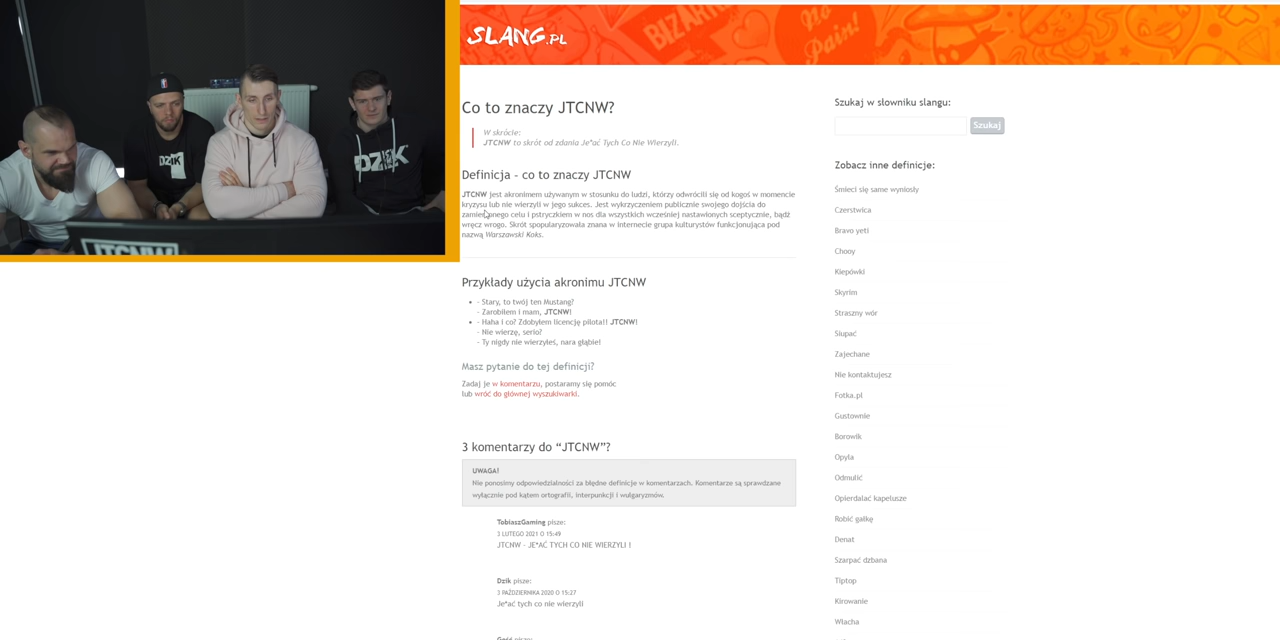 SLANG.PL
BIZARRE
No
Pain!
DZIK
DZIK
JTCNW
Co to znaczy JTCNW?
W skrócie:
JTCNW to skrót od zdania Je*ać Tych Co Nie Wierzyli.
Definicja - co to znaczy JTCNW
JTCNW jest akronimem używanym w stosunku do ludzi, którzy odwrócili się od kogoś w momencie
kryzysu lub nie wierzyli w jego sukces. Jest wykrzyczeniem publicznie swojego dojścia do
zamierzonego celu i pstryczkiem w nos dla wszystkich wcześniej nastawionych sceptycznie, bądź
wręcz wrogo. Skrót spopularyzowała znana w internecie grupa kulturystów funkcjonująca pod
nazwą Warszawski Koks.
Przykłady użycia akronimu JTCNW
- Stary, to twój ten Mustang?
- Zarobiłem i mam, JTCNW!
- Haha i co? Zdobyłem licencję pilota!! JTCNW!
- Nie wierzę, serio?
- Ty nigdy nie wierzyłeś, nara głąbie!
Masz pytanie do tej definicji?
Zadaj je w komentarzu, postaramy się pomóc
lub wróć do głównej wyszukiwarki.
3 komentarzy do “JTCNW”?
UWAGA!
Nie ponosimy odpowiedzialności za błędne definicje w komentarzach. Komentarze są sprawdzane
wyłącznie pod kątem ortografii, interpunkcji i wulgaryzmów.
TobiaszGaming pisze:
3 LUTEGO 2021 O 15:49
JTCNW - JE*AĆ TYCH CO NIE WIERZYLI !
Dzik pisze:
3 PAŹDZIERNIKA 2020 O 15:27
Je*ać tych co nie wierzyli
Gość pisze:
Szukaj w słowniku slangu:
Szukaj
Zobacz inne definicje:
Śmieci się same wyniosły
Czerstwica
Bravo yeti
Chooy
Kiepówki
Skyrim
Straszny wór
Siupać
Zajechane
Nie kontaktujesz
Fotka.pl
Gustownie
Borowik
Opyla
Odmulić
Opierdalać kapelusze
Robić gałkę
Denat
Szarpać dzbana
Tiptop
Kirowanie
Włacha